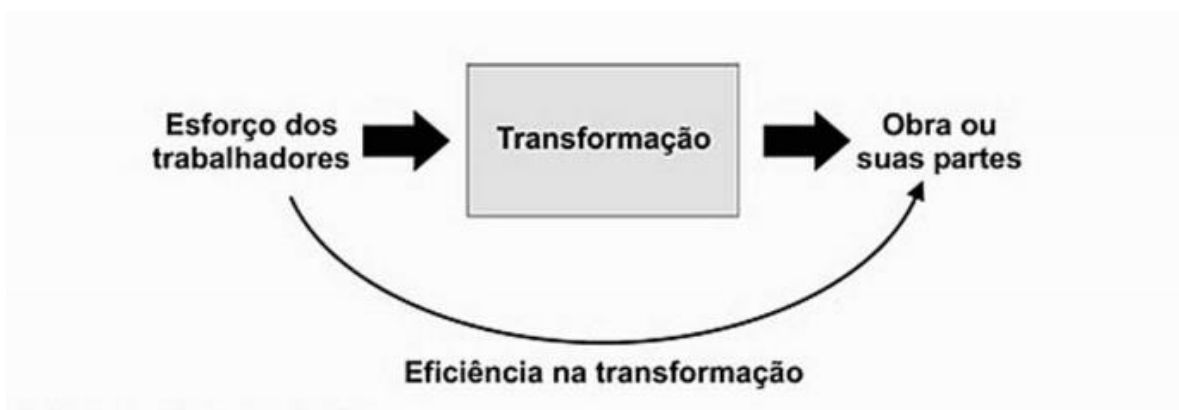 Esforço dos
trabalhadores
Transformação
Obra ou
suas partes
Eficiência na transformação